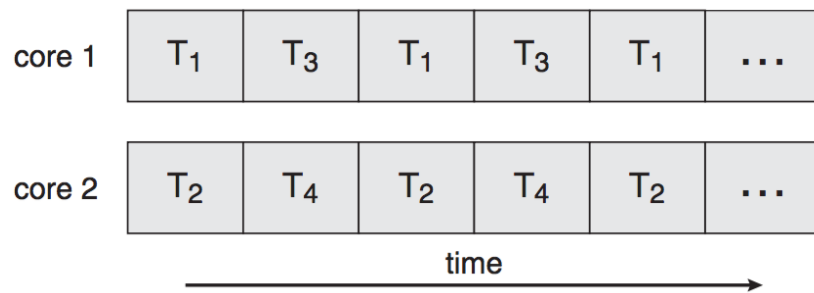 core 1 T₁ T₃ T₁ T₃ T₁ ...
core 2 T₂ T₄ T₂ T₄ T₂ ...
time